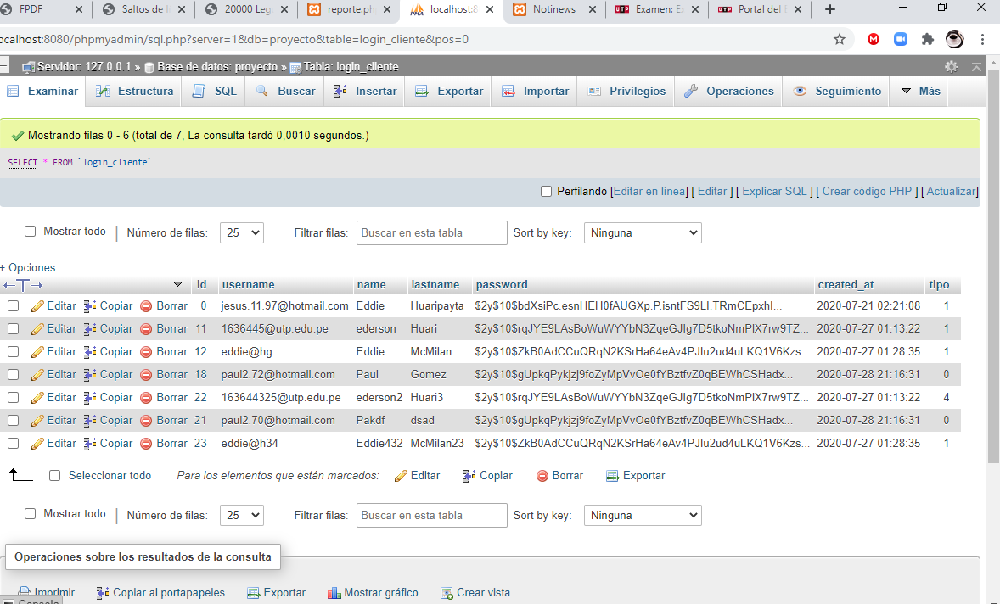 FPDF
Saltos de l
20000 Leg
reporte.ph
localhost:8
Notinews
Examen: E
Portal del E
ocalhost:8080/phpmyadmin/sql.php?server=1&db=proyecto&table=login_cliente&pos=0
Servidor: 127.0.0.1 » Base de datos: proyecto » Tabla: login_cliente
Examinar Estructura SQL Buscar Insertar Exportar Importar Privilegios Operaciones Seguimiento Más
Mostrando filas 0 - 6 (total de 7, La consulta tardó 0,0010 segundos.)
SELECT * FROM `login_cliente`
Perfilando [Editar en línea] [ Editar ] [ Explicar SQL ] [ Crear código PHP ] [ Actualizar]
Mostrar todo | Número de filas: 25 Filtrar filas: Buscar en esta tabla Sort by key: Ninguna
+ Opciones
←T→ id username name lastname password created_at tipo
Editar Copiar Borrar 0 jesus.11.97@hotmail.com Eddie Huaripayta $2y$10$bdXsiPc.esnHEH0fAUGXp.P.isntFS9LI.TRmCEpxhl... 2020-07-21 02:21:08 1
Editar Copiar Borrar 11 1636445@utp.edu.pe ederson Huari $2y$10$rqJYE9LAsBoWuWYYbN3ZqeGJIg7D5tkoNmPlX7rw9TZ... 2020-07-27 01:13:22 1
Editar Copiar Borrar 12 eddie@hg Eddie McMilan $2y$10$ZkB0AdCCuQRqN2KSrHa64eAv4PJIu2ud4uLKQ1V6Kzs... 2020-07-27 01:28:35 1
Editar Copiar Borrar 18 paul2.72@hotmail.com Paul Gomez $2y$10$gUpkqPykjzj9foZyMpVvOe0fYBztfvZ0qBEWhCSHadx... 2020-07-28 21:16:31 0
Editar Copiar Borrar 22 163644325@utp.edu.pe ederson2 Huari3 $2y$10$rqJYE9LAsBoWuWYYbN3ZqeGJIg7D5tkoNmPlX7rw9TZ... 2020-07-27 01:13:22 4
Editar Copiar Borrar 21 paul2.70@hotmail.com Pakdf dsad $2y$10$gUpkqPykjzj9foZyMpVvOe0fYBztfvZ0qBEWhCSHadx... 2020-07-28 21:16:31 0
Editar Copiar Borrar 23 eddie@h34 Eddie432 McMilan23 $2y$10$ZkB0AdCCuQRqN2KSrHa64eAv4PJIu2ud4uLKQ1V6Kzs... 2020-07-27 01:28:35 1
Seleccionar todo Para los elementos que están marcados: Editar Copiar Borrar Exportar
Mostrar todo | Número de filas: 25 Filtrar filas: Buscar en esta tabla Sort by key: Ninguna
Operaciones sobre los resultados de la consulta
Imprimir Copiar al portapapeles Exportar Mostrar gráfico Crear vista
Consola